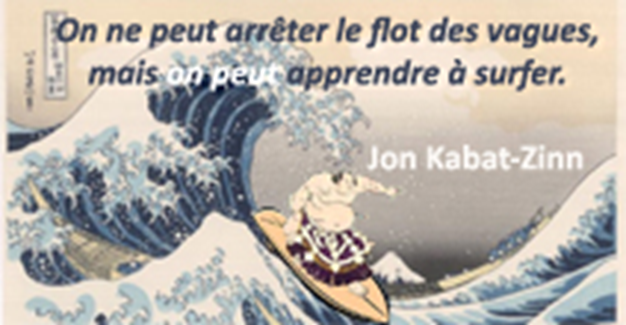 On ne peut arrêter le flot des vagues,
mais on peut apprendre à surfer.
Jon Kabat-Zinn